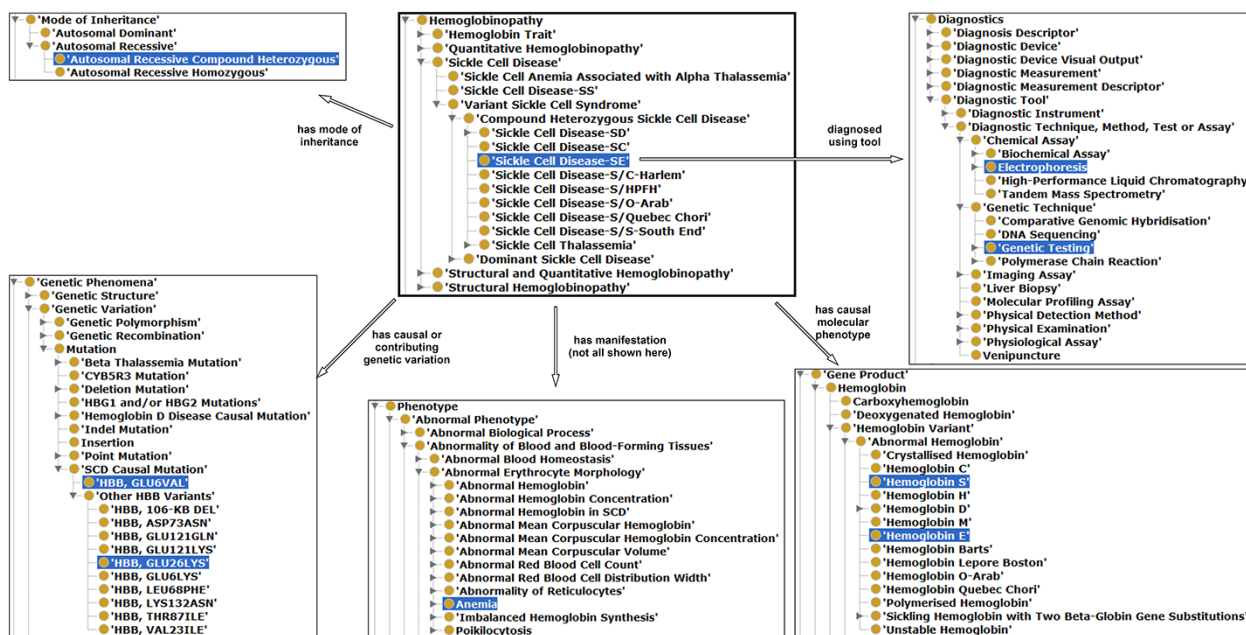 'Mode of Inheritance'
'Autosomal Dominant'
'Autosomal Recessive'
'Autosomal Recessive Compound Heterozygous'
'Autosomal Recessive Homozygous'
has mode of
inheritance
Hemoglobinopathy
'Hemoglobin Trait'
'Quantitative Hemoglobinopathy'
'Sickle Cell Disease'
'Sickle Cell Anemia Associated with Alpha Thalassemia'
'Sickle Cell Disease-SS'
'Variant Sickle Cell Syndrome'
'Compound Heterozygous Sickle Cell Disease'
'Sickle Cell Disease-SD'
'Sickle Cell Disease-SC'
'Sickle Cell Disease-SE'
'Sickle Cell Disease-S/C-Harlem'
'Sickle Cell Disease-S/HPFH'
'Sickle Cell Disease-S/O-Arab'
'Sickle Cell Disease-S/Quebec Chori'
'Sickle Cell Disease-S/S-South End'
'Sickle Cell Thalassemia'
'Dominant Sickle Cell Disease'
'Structural and Quantitative Hemoglobinopathy'
'Structural Hemoglobinopathy'
diagnosed
using tool
Diagnostics
'Diagnosis Descriptor'
'Diagnostic Device'
'Diagnostic Device Visual Output'
'Diagnostic Measurement'
'Diagnostic Measurement Descriptor'
'Diagnostic Tool'
'Diagnostic Instrument'
'Diagnostic Technique, Method, Test or Assay'
'Chemical Assay'
'Biochemical Assay'
Electrophoresis
'High-Performance Liquid Chromatography
'Tandem Mass Spectrometry'
'Genetic Technique'
'Comparative Genomic Hybridisation'
'DNA Sequencing'
'Genetic Testing'
'Polymerase Chain Reaction'
'Imaging Assay'
'Liver Biopsy'
'Molecular Profiling Assay'
'Physical Detection Method'
'Physical Examination'
'Physiological Assay'
Venipuncture
'Genetic Phenomena'
'Genetic Structure'
'Genetic Variation'
'Genetic Polymorphism'
'Genetic Recombination'
Mutation
'Beta Thalassemia Mutation'
'CYB5R3 Mutation'
'Deletion Mutation'
'HBG1 and/or HBG2 Mutations'
'Hemoglobin D Disease Causal Mutation'
'Indel Mutation'
Insertion
'Point Mutation'
'SCD Causal Mutation'
'HBB, GLU6VAL'
'Other HBB Variants'
'HBB, 106-KB DEL'
'HBB, ASP73ASN'
'HBB, GLU121GLN'
'HBB, GLU121LYS'
'HBB, GLU26LYS'
'HBB, GLU6LYS'
'HBB, LEU68PHE'
'HBB, LYS132ASN'
'HBB, THR87ILE'
'HBB, VAL23ILE'
has causal or
contributing
genetic variation
has manifestation
(not all shown here)
has causal
molecular
phenotype
Phenotype
'Abnormal Phenotype'
'Abnormal Biological Process'
'Abnormality of Blood and Blood-Forming Tissues'
'Abnormal Blood Homeostasis'
'Abnormal Erythrocyte Morphology'
'Abnormal Hemoglobin'
'Abnormal Hemoglobin Concentration'
'Abnormal Hemoglobin in SCD'
'Abnormal Mean Corpuscular Hemoglobin'
'Abnormal Mean Corpuscular Hemoglobin Concentration'
'Abnormal Mean Corpuscular Volume'
'Abnormal Red Blood Cell Count'
'Abnormal Red Blood Cell Distribution Width'
'Abnormality of Reticulocytes'
Anemia
'Imbalanced Hemoglobin Synthesis'
Poikilocytosis
'Gene Product'
Hemoglobin
Carboxyhemoglobin
'Deoxygenated Hemoglobin'
'Hemoglobin Variant'
'Abnormal Hemoglobin'
'Crystallised Hemoglobin'
'Hemoglobin C'
'Hemoglobin S'
'Hemoglobin H'
'Hemoglobin D'
'Hemoglobin M'
'Hemoglobin E'
'Hemoglobin Barts'
'Hemoglobin Lepore Boston'
'Hemoglobin O-Arab'
'Hemoglobin Quebec Chori'
'Polymerised Hemoglobin'
'Sickling Hemoglobin with Two Beta-Globin Gene Substitutions'
'Unstable Hemoglobin'